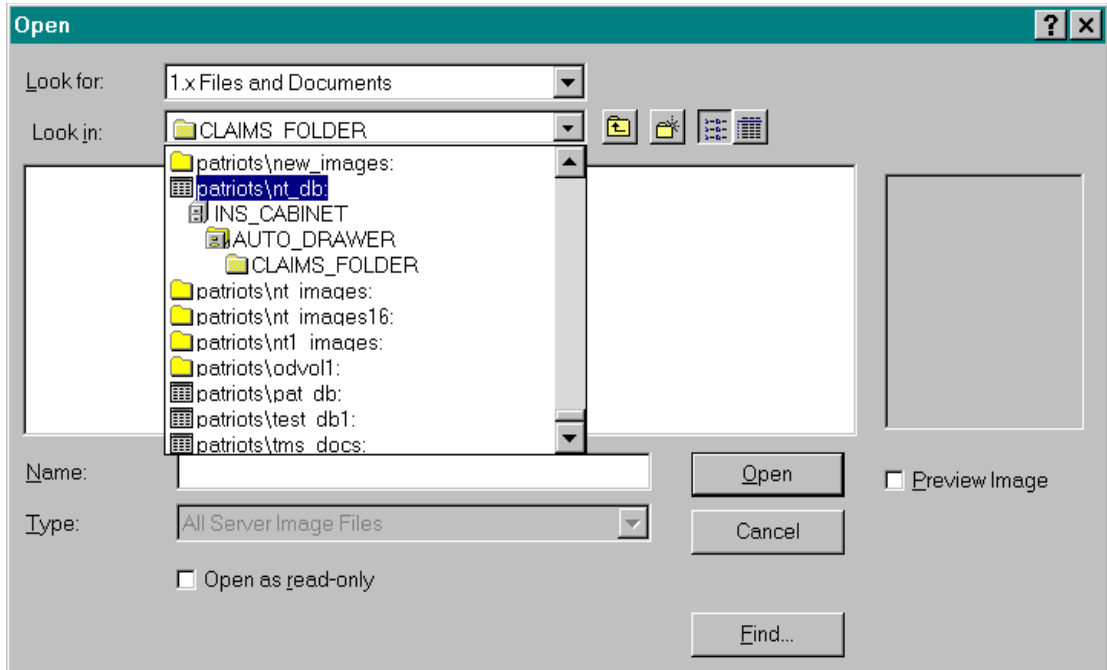 Open
Look for:
1.x Files and Documents
Look in:
CLAIMS_FOLDER
patriots\new_images:
patriots\nt_db:
INS_CABINET
AUTO_DRAWER
CLAIMS_FOLDER
patriots\nt_images:
patriots\nt_images16:
patriots\nt1_images:
patriots\odvol1:
patriots\pat_db:
patriots\test_db1:
patriots\tms_docs:
Name:
Open
Preview Image
Type:
All Server Image Files
Cancel
Open as read-only
Find...